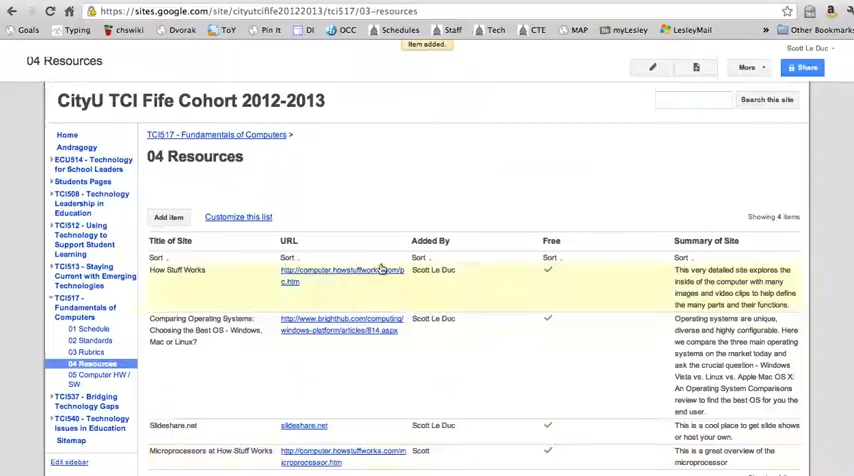 https://sites.google.com/site/cityutcifife20122013/tci517/03-resources
Goals Typing chswiki Dvorak ToY Pin It DI OCC Schedules Staff Tech CTE MAP myLesley LesleyMail » Other Bookmarks
Item added.
Scott Le Duc
04 Resources
More Share
CityU TCI Fife Cohort 2012-2013
Search this site
Home
Andragogy
ECU514 - Technology
for School Leaders
Students Pages
TCI508 - Technology
Leadership in
Education
TCI512 - Using
Technology to
Support Student
Learning
TCI513 - Staying
Current with Emerging
Technologies
TCI517 -
Fundamentals of
Computers
01 Schedule
02 Standards
03 Rubrics
04 Resources
05 Computer HW /
SW
TCI537 - Bridging
Technology Gaps
TCI540 - Technology
Issues in Education
Sitemap
Edit sidebar
TCI517 - Fundamentals of Computers >
04 Resources
Add item Customize this list Showing 4 items
Title of Site URL Added By Free Summary of Site
Sort Sort Sort Sort Sort
How Stuff Works http://computer.howstuffworks.com/p Scott Le Duc ✓ This very detailed site explores the
c.htm inside of the computer with many
images and video clips to help define
the many parts and their functions.
Comparing Operating Systems: http://www.brighthub.com/computing/ Scott Le Duc ✓ Operating systems are unique,
Choosing the Best OS - Windows, windows-platform/articles/814.aspx diverse and highly configurable. Here
Mac or Linux? we compare the three main operating
systems on the market today and
ask the crucial question - Windows
Vista vs. Linux vs. Apple Mac OS X:
An Operating System Comparisons
review to find the best OS for you the
end user.
Slideshare.net slideshare.net Scott Le Duc ✓ This is a cool place to get slide shows
or host your own.
Microprocessors at How Stuff Works http://computer.howstuffworks.com/m Scott ✓ This is a great overview of the
icroprocessor.htm microprocessor